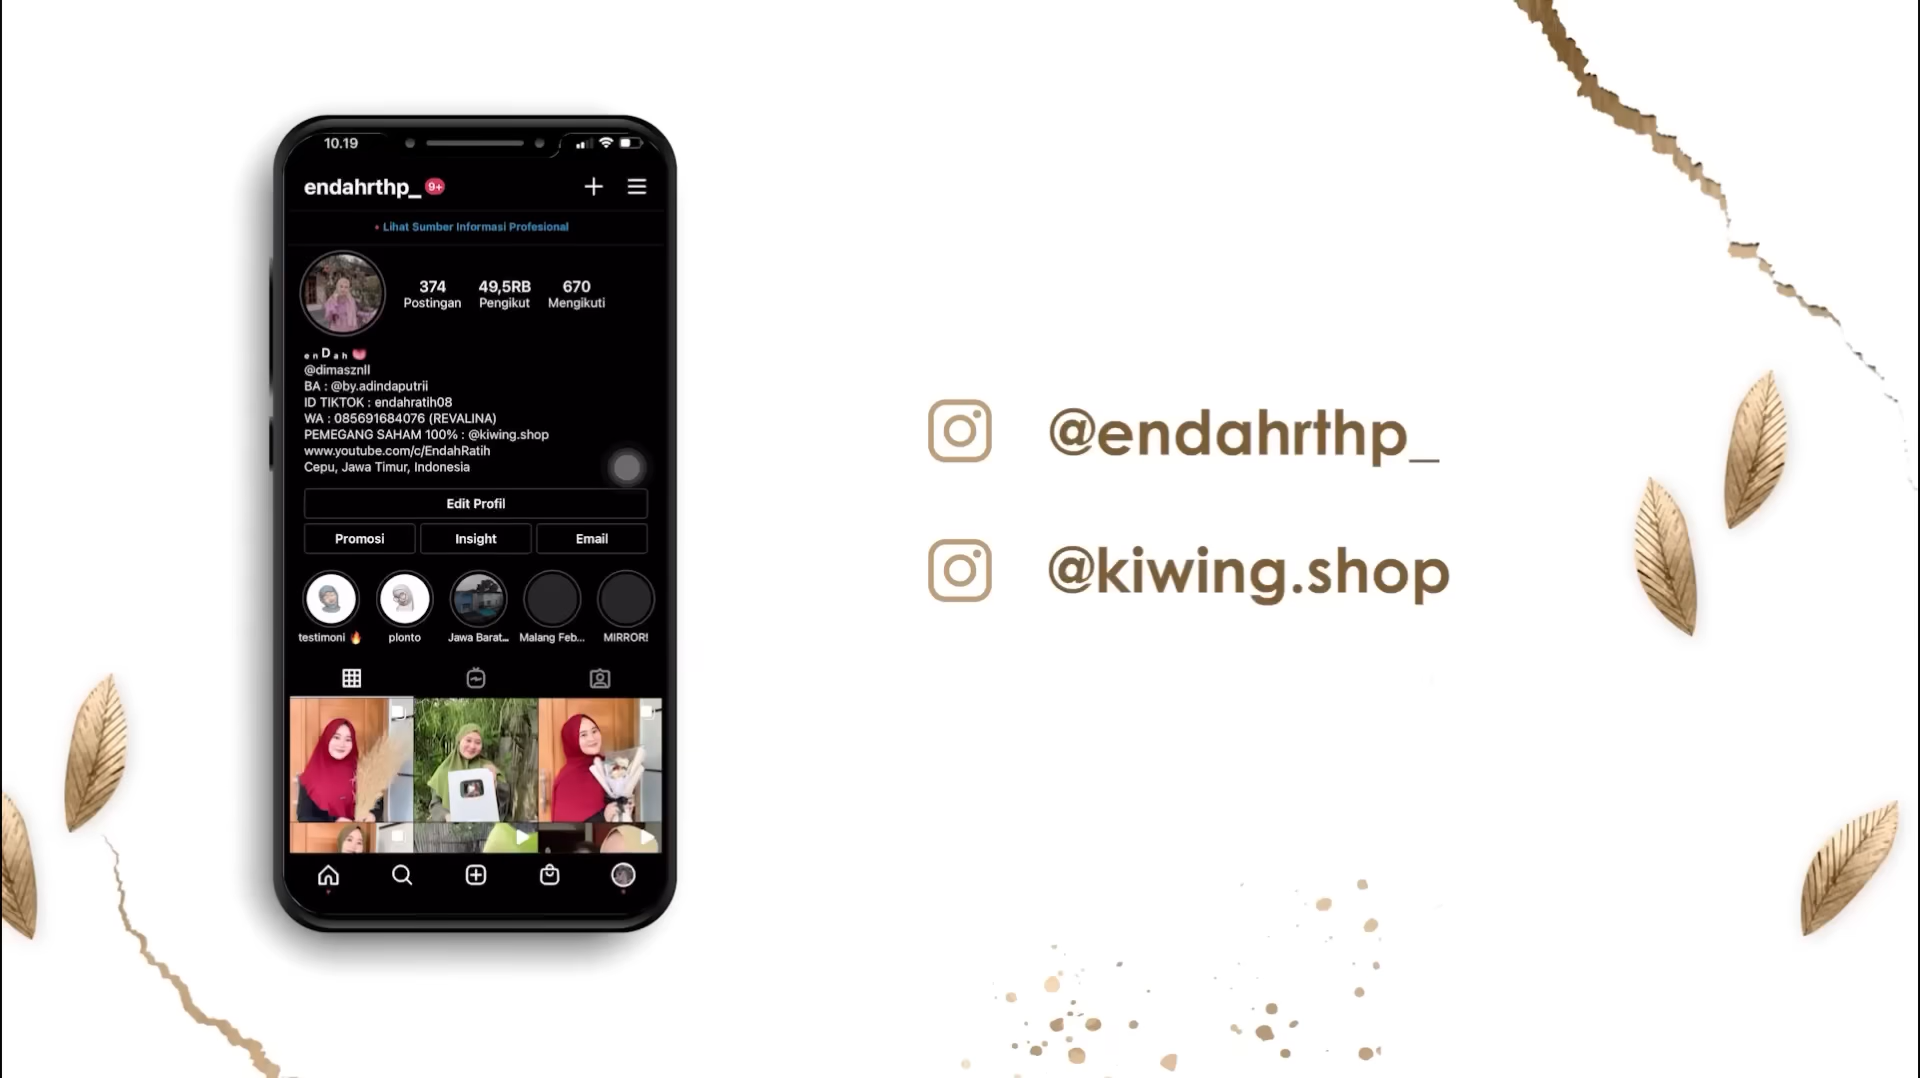 10.19
endahrthp_ 9+
Lihat Sumber Informasi Profesional
374 49,5RB 670
Postingan Pengikut Mengikuti
ₑₙDₐₕ
@dimasznll
BA : @by.adindaputrii
ID TIKTOK : endahratih08
WA : 085691684076 (REVALINA)
PEMEGANG SAHAM 100% : @kiwing.shop
www.youtube.com/c/EndahRatih
Cepu, Jawa Timur, Indonesia
Edit Profil
Promosi Insight Email
testimoni 🔥 plonto Jawa Barat... Malang Feb... MIRROR!
@endahrthp_
@kiwing.shop